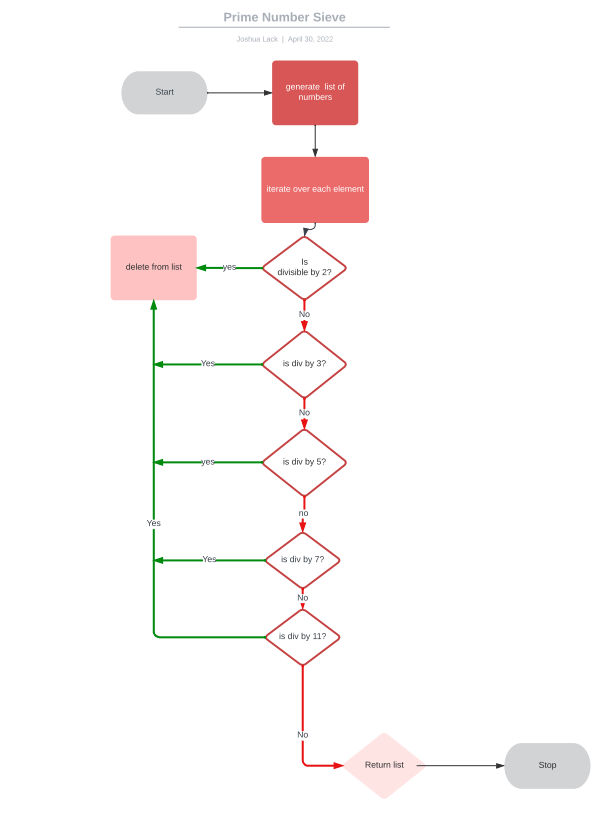 Prime Number Sieve
Joshua Lack | April 30, 2022
Start
generate list of
numbers
iterate over each element
Is
divisible by 2?
yes
delete from list
No
is div by 3?
Yes
No
is div by 5?
yes
no
Yes
is div by 7?
Yes
No
is div by 11?
No
Return list
Stop